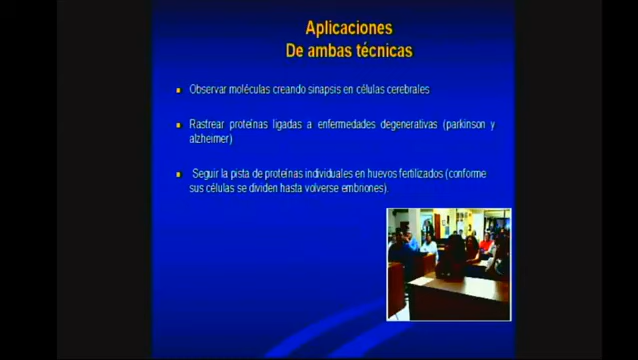 Aplicaciones
De ambas técnicas
Observar moléculas creando sinapsis en células cerebrales
Rastrear proteínas ligadas a enfermedades degenerativas (parkinson y
alzheimer)
Seguir la pista de proteínas individuales en huevos fertilizados (conforme
sus células se dividen hasta volverse embriones).